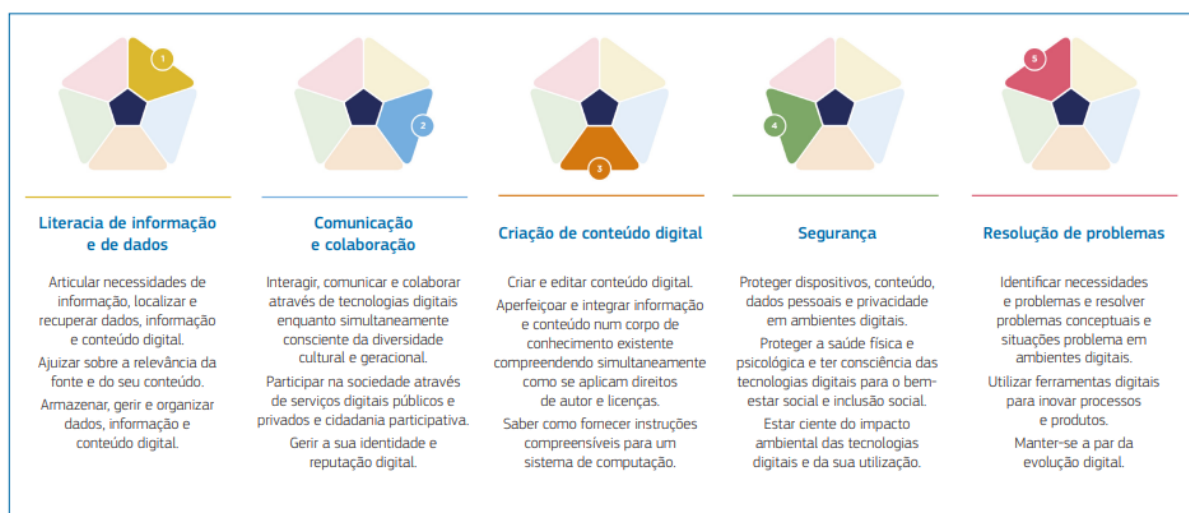 1
Literacia de informação
e de dados
Articular necessidades de
informação, localizar e
recuperar dados, informação
e conteúdo digital.
Ajuizar sobre a relevância da
fonte e do seu conteúdo.
Armazenar, gerir e organizar
dados, informação e
conteúdo digital.
2
Comunicação
e colaboração
Interagir, comunicar e colaborar
através de tecnologias digitais
enquanto simultaneamente
consciente da diversidade
cultural e geracional.
Participar na sociedade através
de serviços digitais públicos e
privados e cidadania participativa.
Gerir a sua identidade e
reputação digital.
3
Criação de conteúdo digital
Criar e editar conteúdo digital.
Aperfeiçoar e integrar informação
e conteúdo num corpo de
conhecimento existente
compreendendo simultaneamente
como se aplicam direitos
de autor e licenças.
Saber como fornecer instruções
compreensíveis para um
sistema de computação.
4
Segurança
Proteger dispositivos, conteúdo,
dados pessoais e privacidade
em ambientes digitais.
Proteger a saúde física e
psicológica e ter consciência das
tecnologias digitais para o bem-
estar social e inclusão social.
Estar ciente do impacto
ambiental das tecnologias
digitais e da sua utilização.
5
Resolução de problemas
Identificar necessidades
e problemas e resolver
problemas conceptuais e
situações problema em
ambientes digitais.
Utilizar ferramentas digitais
para inovar processos
e produtos.
Manter-se a par da
evolução digital.